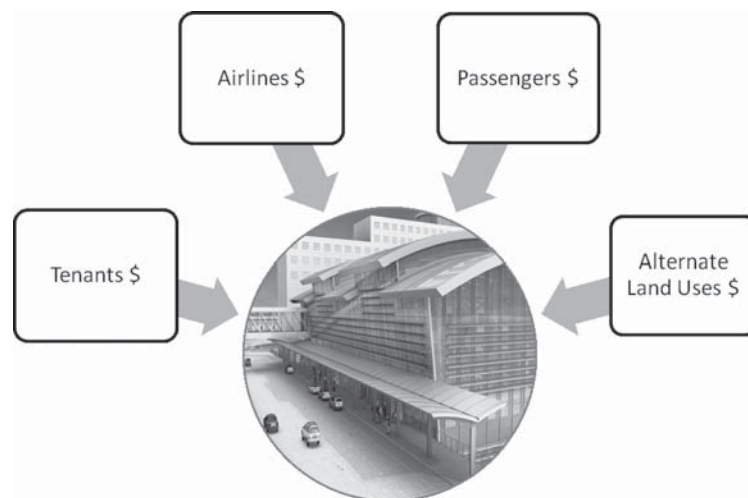 Airlines $
Passengers $
Tenants $
Alternate
Land Uses $